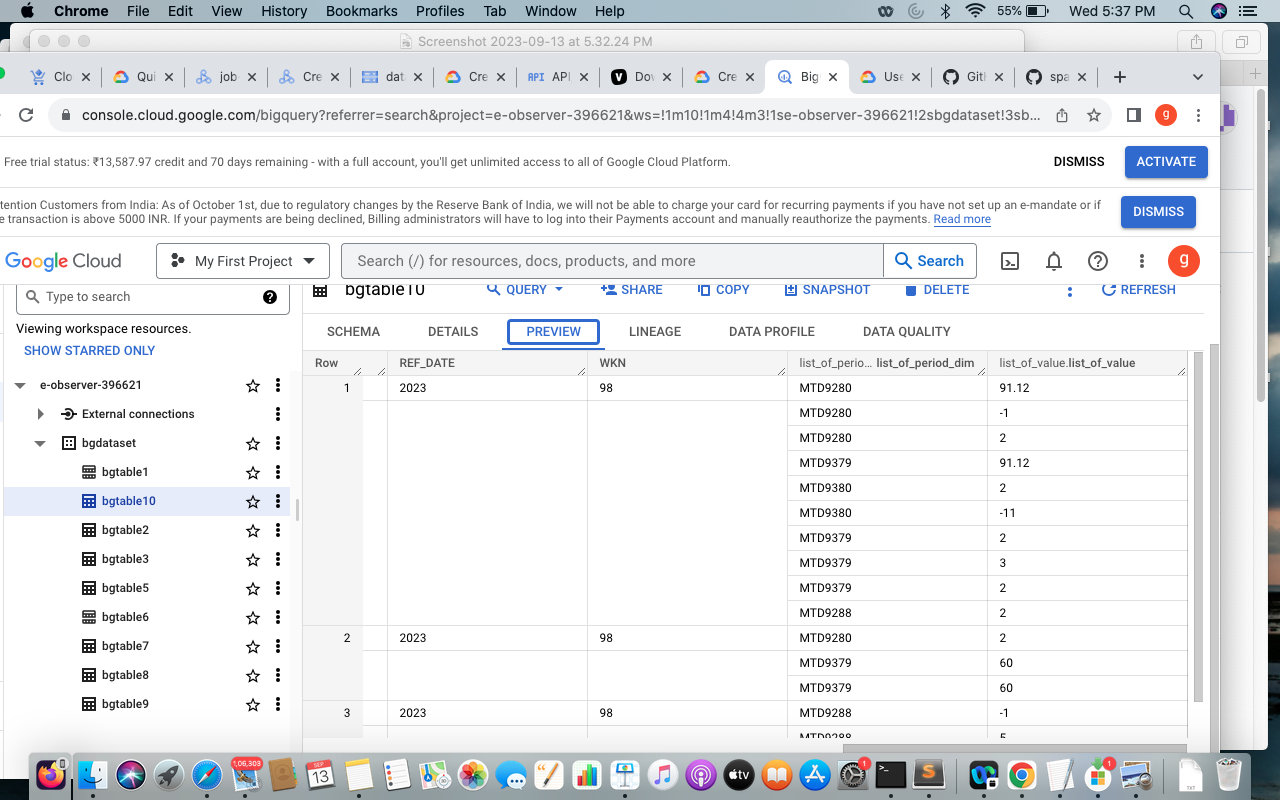 Chrome File Edit View History Bookmarks Profiles Tab Window Help 55% Wed 5:37 PM
Screenshot 2023-09-13 at 5.32.24 PM
Clo Qui job Cre dat Cre API API Dov Cre Big Use Gitl spa
console.cloud.google.com/bigquery?referrer=search&project=e-observer-396621&ws=!1m10!1m4!4m3!1se-observer-396621!2sbgdataset!3sb... g
Free trial status: ₹13,587.97 credit and 70 days remaining - with a full account, you'll get unlimited access to all of Google Cloud Platform. DISMISS ACTIVATE
tention Customers from India: As of October 1st, due to regulatory changes by the Reserve Bank of India, we will not be able to charge your card for recurring payments if you have not set up an e-mandate or if
e transaction is above 5000 INR. If your payments are being declined, Billing administrators will have to log into their Payments account and manually reauthorize the payments. Read more DISMISS
Google Cloud My First Project Search (/) for resources, docs, products, and more Search g
Type to search
Viewing workspace resources.
SHOW STARRED ONLY
e-observer-396621
External connections
bgdataset
bgtable1
bgtable10
bgtable2
bgtable3
bgtable5
bgtable6
bgtable7
bgtable8
bgtable9
bgtable10 QUERY SHARE COPY SNAPSHOT DELETE REFRESH
SCHEMA DETAILS PREVIEW LINEAGE DATA PROFILE DATA QUALITY
Row REF_DATE WKN list_of_perio... list_of_period_dim list_of_value.list_of_value
1 2023 98 MTD9280 91.12
MTD9280 -1
MTD9280 2
MTD9379 91.12
MTD9380 2
MTD9380 -11
MTD9379 2
MTD9379 3
MTD9379 2
MTD9288 2
2 2023 98 MTD9280 2
MTD9379 60
MTD9379 60
3 2023 98 MTD9288 -1
MTD9288 5
1,06,303 SEP 13 tv 1 1 TXT